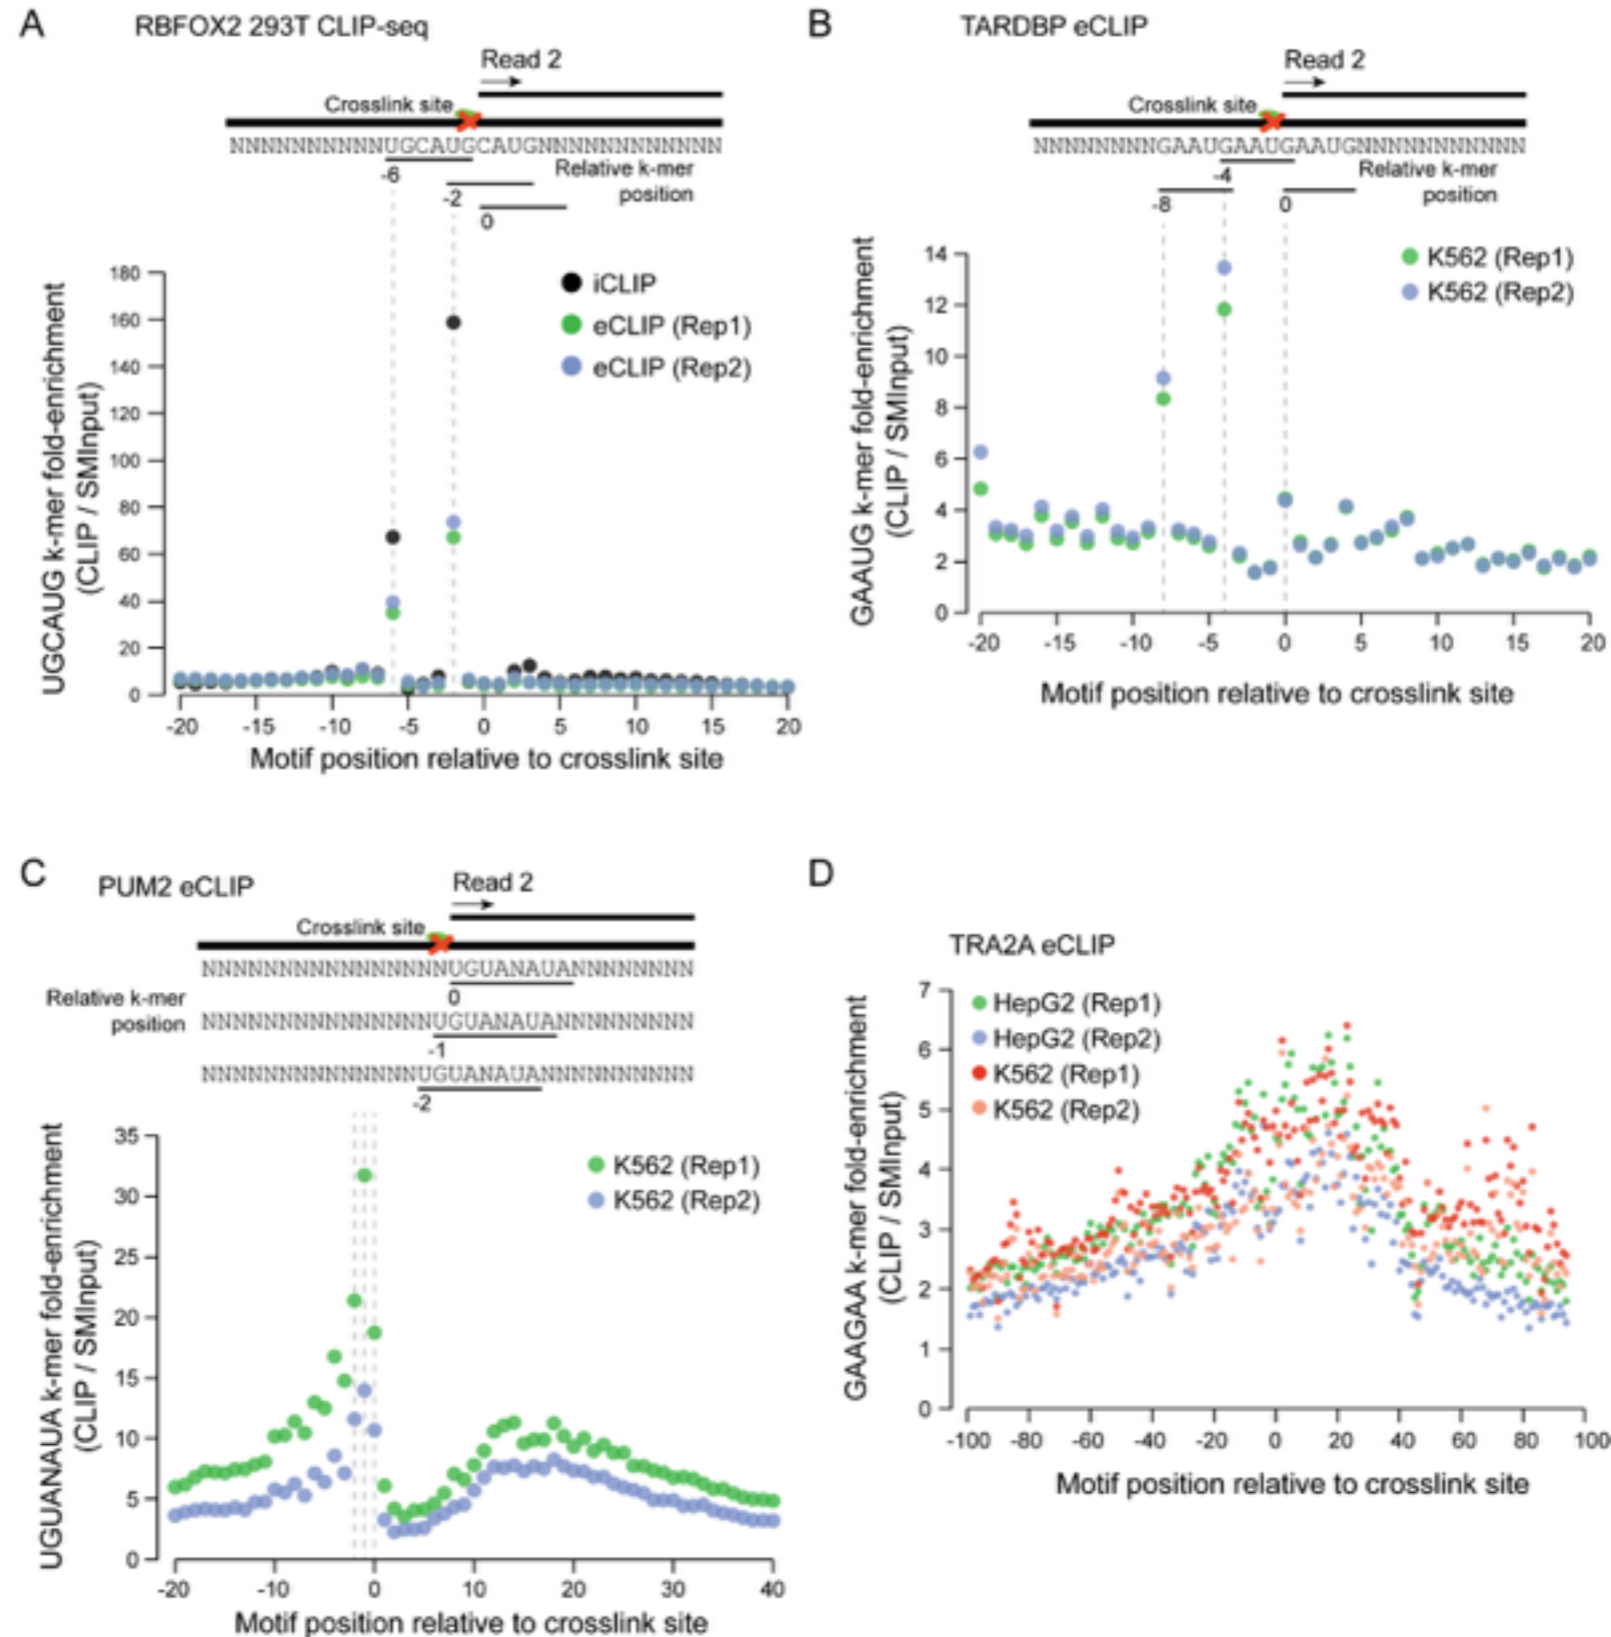 A
RBFOX2 293T CLIP-seq
Read 2
Crosslink site
NNNNNNNNNNUGCAUGCAUGNNNNNNNNNNNN
-6
Relative k-mer
position
-2
0
UGCAUG k-mer fold-enrichment
(CLIP / SMInput)
180
160
140
120
100
80
60
40
20
0
iCLIP
eCLIP (Rep1)
eCLIP (Rep2)
-20 -15 -10 -5 0 5 10 15 20
Motif position relative to crosslink site
B
TARDBP eCLIP
Read 2
Crosslink site
NNNNNNNNGAAUGAAUGAAUGNNNNNNNNNNN
-4
Relative k-mer
position
-8
0
GAAUG k-mer fold-enrichment
(CLIP / SMInput)
14
12
10
8
6
4
2
0
K562 (Rep1)
K562 (Rep2)
-20 -15 -10 -5 0 5 10 15 20
Motif position relative to crosslink site
C
PUM2 eCLIP
Read 2
Crosslink site
NNNNNNNNNNNNNNNNUGUANAUANNNNNNNN
0
Relative k-mer
position
NNNNNNNNNNNNNNNUGUANAUANNNNNNNNN
-1
NNNNNNNNNNNNNNUGUANAUANNNNNNNNNN
-2
UGUANAUA k-mer fold-enrichment
(CLIP / SMInput)
35
30
25
20
15
10
5
0
K562 (Rep1)
K562 (Rep2)
-20 -10 0 10 20 30 40
Motif position relative to crosslink site
D
TRA2A eCLIP
GAAGAA k-mer fold-enrichment
(CLIP / SMInput)
7
6
5
4
3
2
1
0
HepG2 (Rep1)
HepG2 (Rep2)
K562 (Rep1)
K562 (Rep2)
-100 -80 -60 -40 -20 0 20 40 60 80 100
Motif position relative to crosslink site